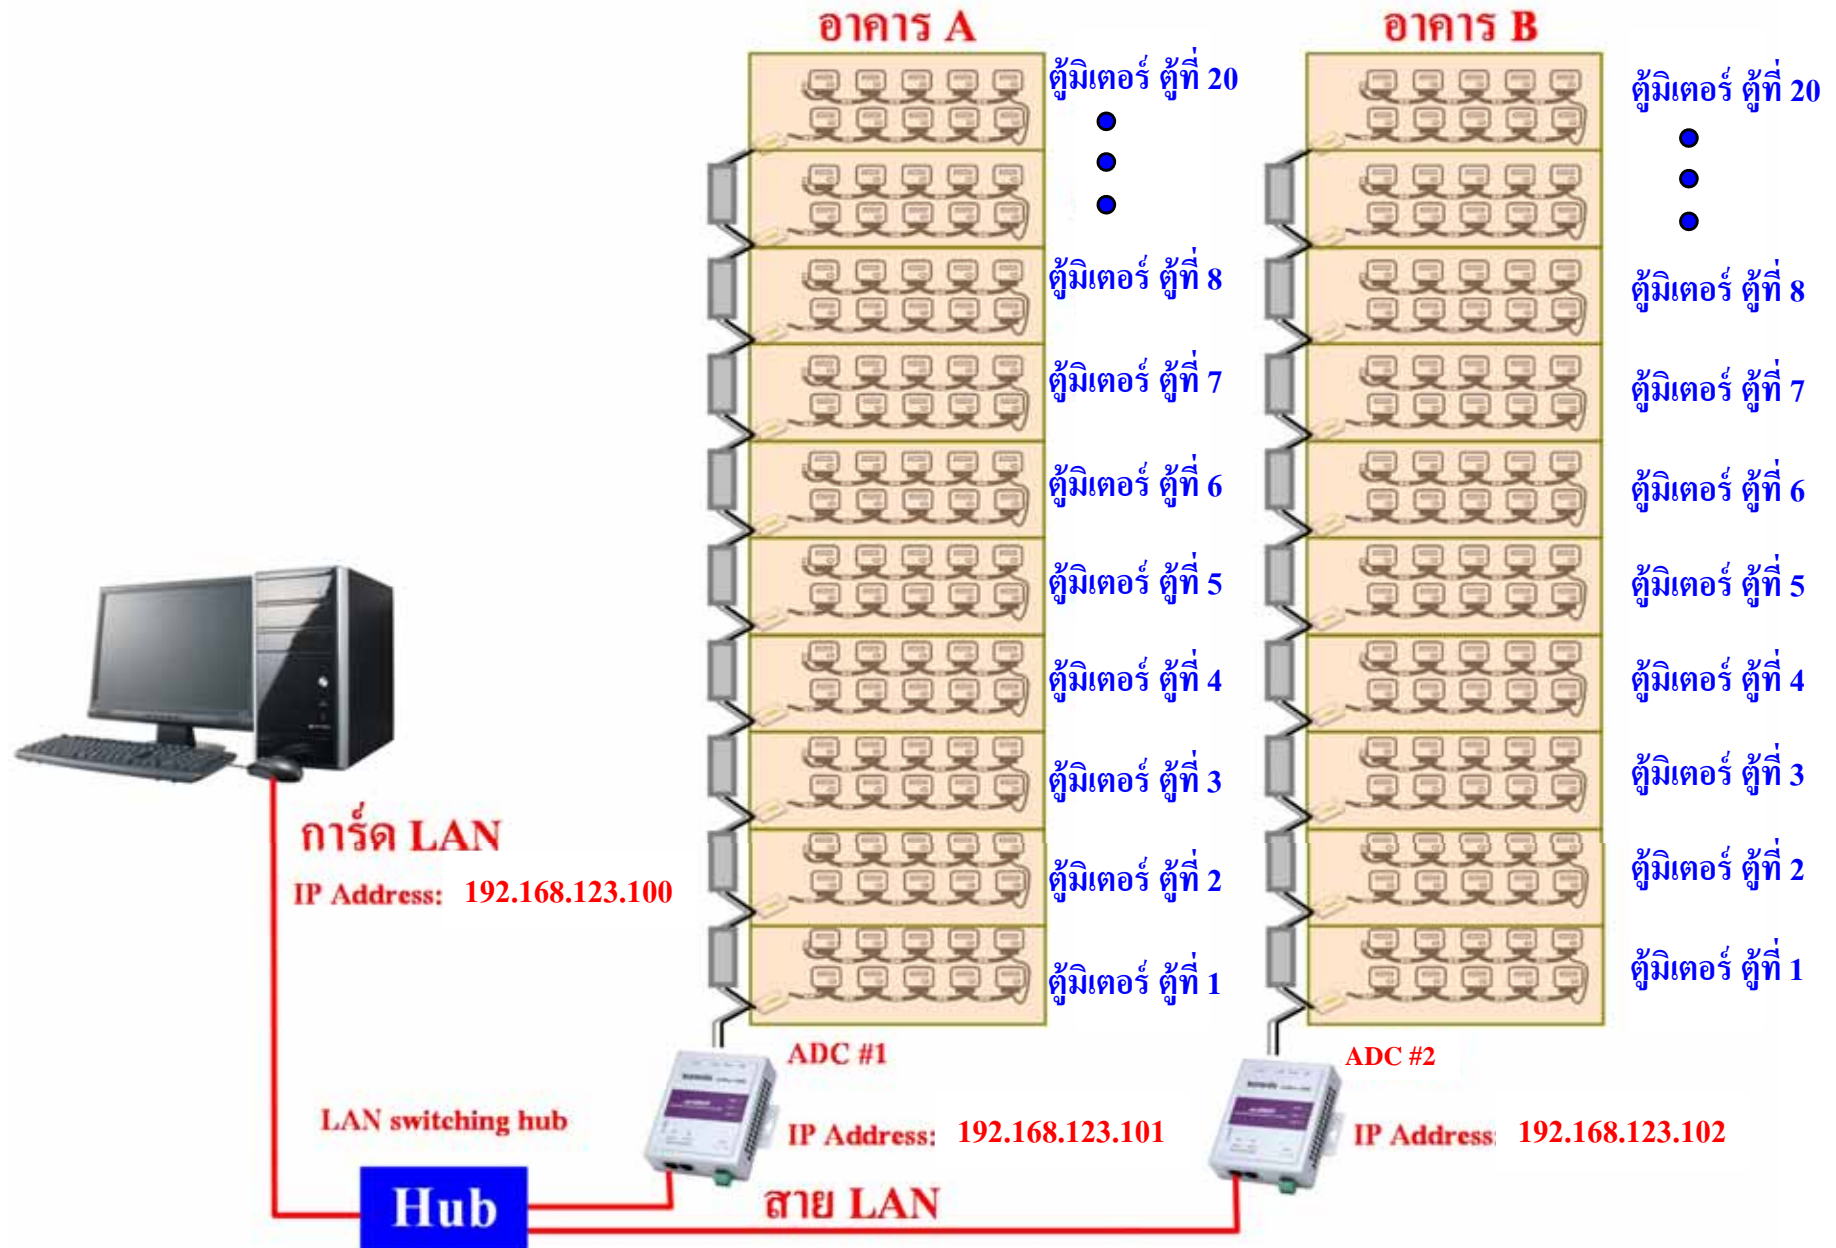 อาคาร A
ตู้มิเตอร์ ตู้ที่ 20
ตู้มิเตอร์ ตู้ที่ 8
ตู้มิเตอร์ ตู้ที่ 7
ตู้มิเตอร์ ตู้ที่ 6
ตู้มิเตอร์ ตู้ที่ 5
ตู้มิเตอร์ ตู้ที่ 4
ตู้มิเตอร์ ตู้ที่ 3
ตู้มิเตอร์ ตู้ที่ 2
ตู้มิเตอร์ ตู้ที่ 1
อาคาร B
ตู้มิเตอร์ ตู้ที่ 20
ตู้มิเตอร์ ตู้ที่ 8
ตู้มิเตอร์ ตู้ที่ 7
ตู้มิเตอร์ ตู้ที่ 6
ตู้มิเตอร์ ตู้ที่ 5
ตู้มิเตอร์ ตู้ที่ 4
ตู้มิเตอร์ ตู้ที่ 3
ตู้มิเตอร์ ตู้ที่ 2
ตู้มิเตอร์ ตู้ที่ 1
การ์ด LAN
IP Address: 192.168.123.100
ADC #1
IP Address: 192.168.123.101
ADC #2
IP Address: 192.168.123.102
LAN switching hub
Hub
สาย LAN